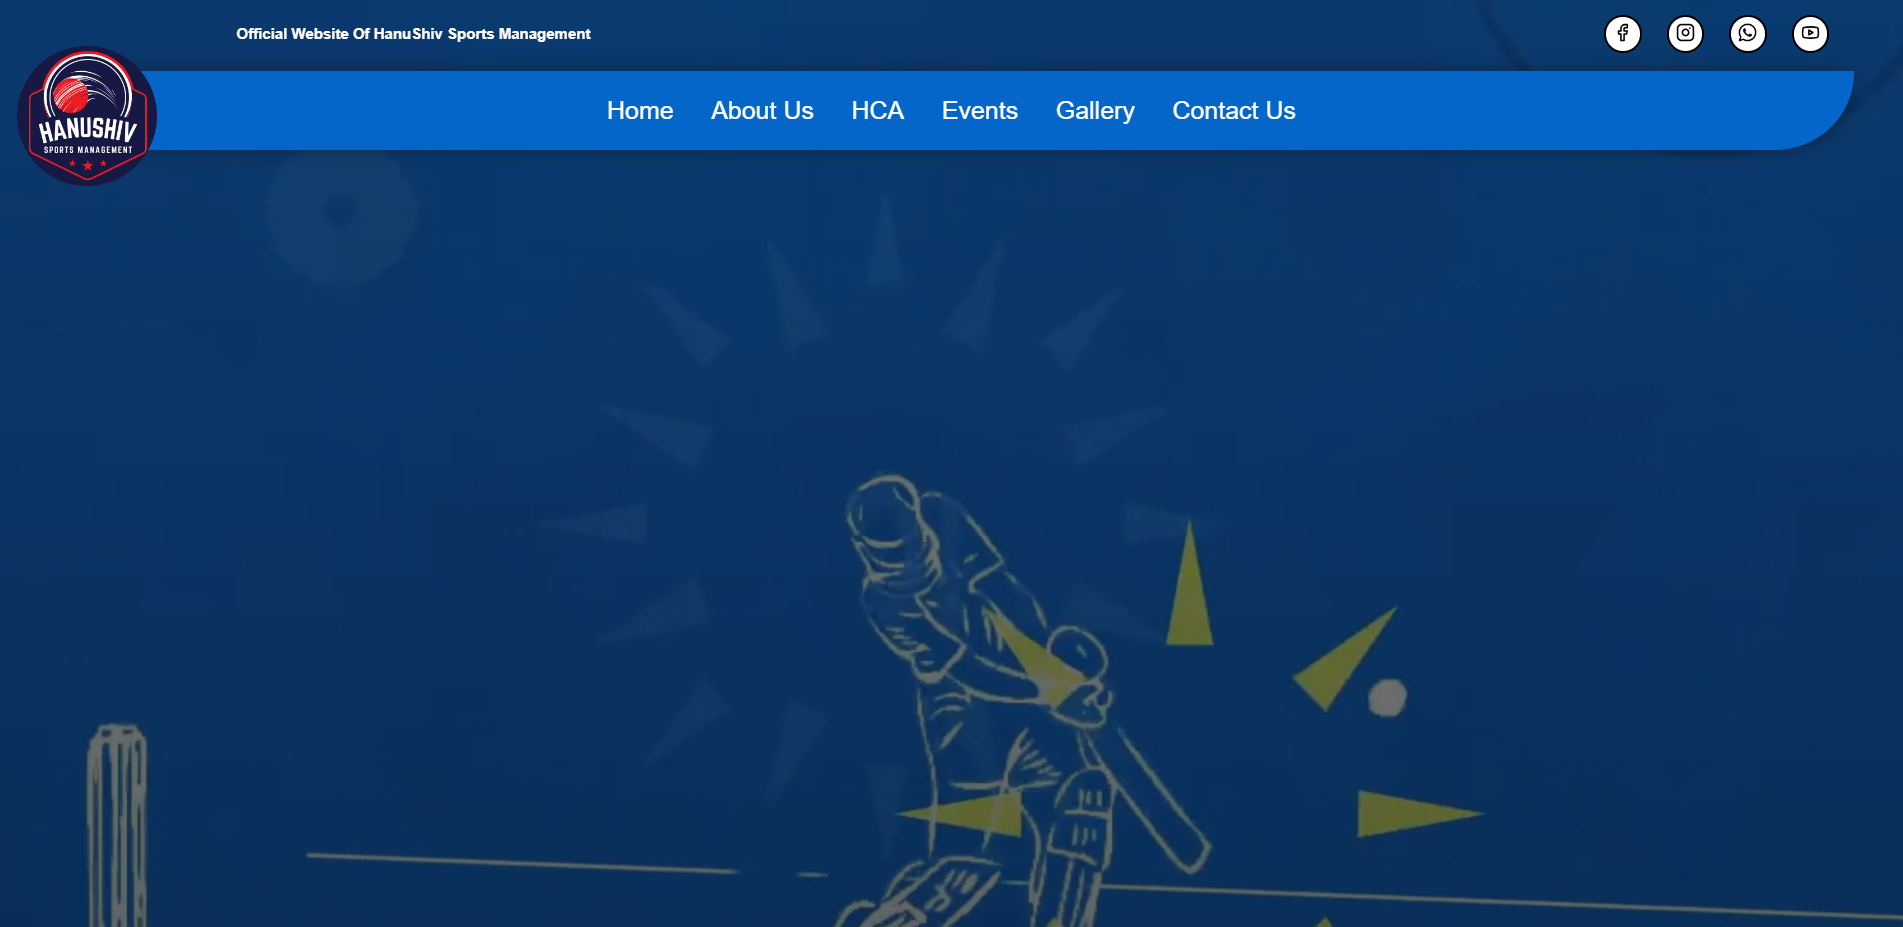 Official Website Of HanuShiv Sports Management
HANUSHIV
SPORTS MANAGEMENT
Home About Us HCA Events Gallery Contact Us